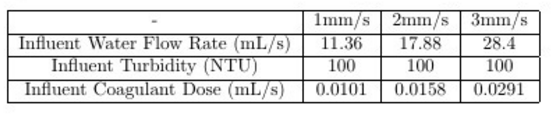 - 1mm/s 2mm/s 3mm/s
Influent Water Flow Rate (mL/s) 11.36 17.88 28.4
Influent Turbidity (NTU) 100 100 100
Influent Coagulant Dose (mL/s) 0.0101 0.0158 0.0291